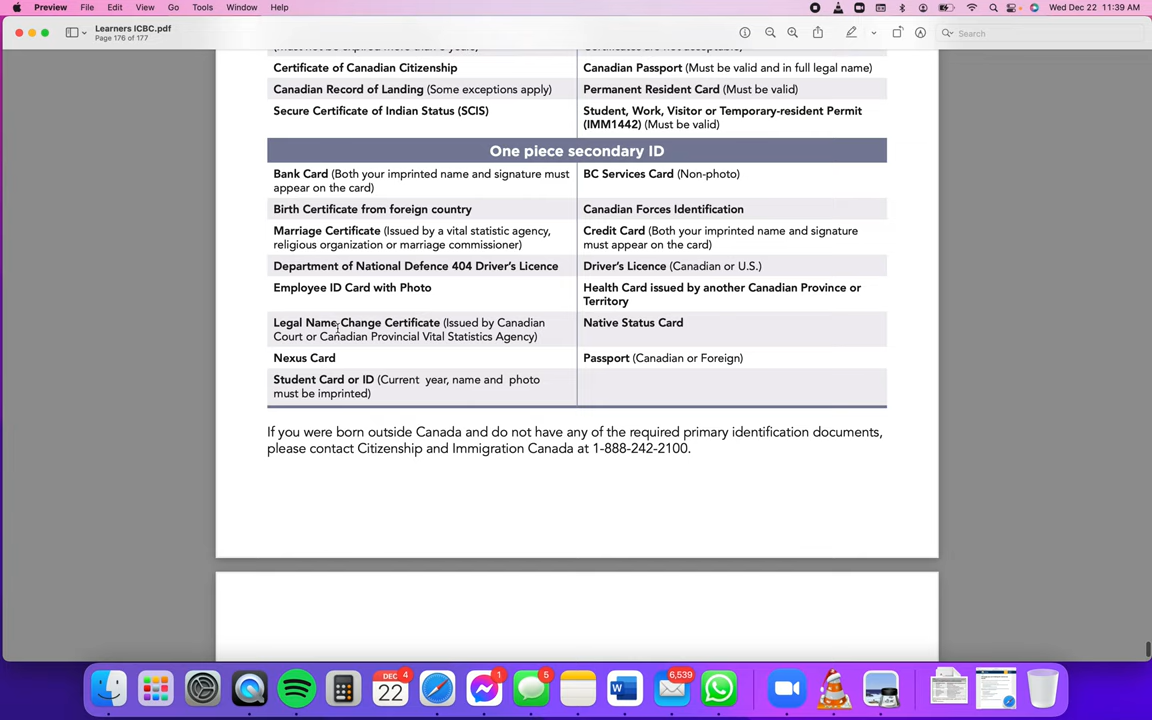 Preview File Edit View Go Tools Window Help Wed Dec 22 11:39 AM
Learners ICBC.pdf
Page 176 of 177
Search
Certificate of Canadian Citizenship
Canadian Passport (Must be valid and in full legal name)
Canadian Record of Landing (Some exceptions apply)
Permanent Resident Card (Must be valid)
Secure Certificate of Indian Status (SCIS)
Student, Work, Visitor or Temporary-resident Permit
(IMM1442) (Must be valid)
One piece secondary ID
Bank Card (Both your imprinted name and signature must
appear on the card)
BC Services Card (Non-photo)
Birth Certificate from foreign country
Canadian Forces Identification
Marriage Certificate (Issued by a vital statistic agency,
religious organization or marriage commissioner)
Credit Card (Both your imprinted name and signature
must appear on the card)
Department of National Defence 404 Driver's Licence
Driver's Licence (Canadian or U.S.)
Employee ID Card with Photo
Health Card issued by another Canadian Province or
Territory
Legal Name Change Certificate (Issued by Canadian
Court or Canadian Provincial Vital Statistics Agency)
Native Status Card
Nexus Card
Passport (Canadian or Foreign)
Student Card or ID (Current year, name and photo
must be imprinted)
If you were born outside Canada and do not have any of the required primary identification documents,
please contact Citizenship and Immigration Canada at 1-888-242-2100.
DEC 4
22
1
5
6,539